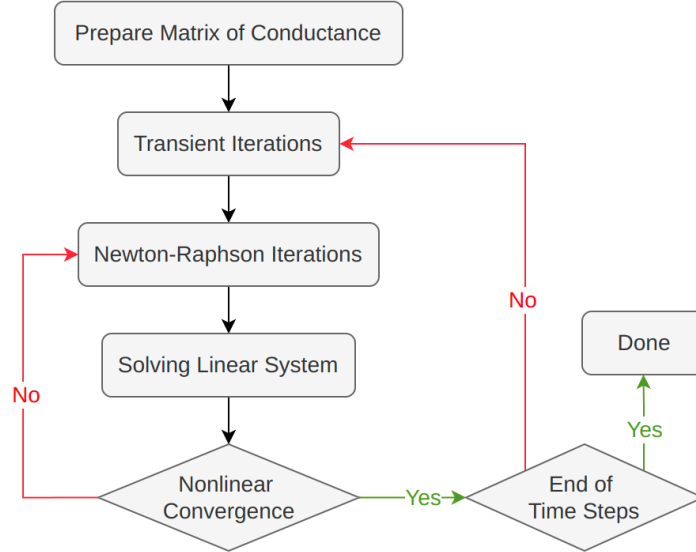 Prepare Matrix of Conductance
Transient Iterations
Newton-Raphson Iterations
No
Done
Solving Linear System
No
Yes
Nonlinear
Convergence
Yes
End of
Time Steps